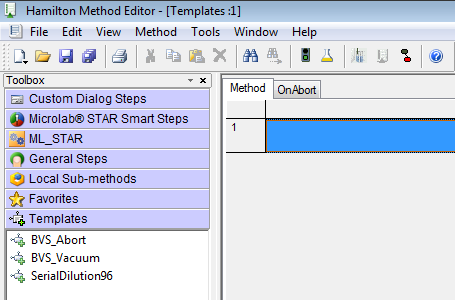 Hamilton Method Editor - [Templates :1]
File Edit View Method Tools Window Help
Toolbox
Custom Dialog Steps
Microlab® STAR Smart Steps
ML_STAR
General Steps
Local Sub-methods
Favorites
Templates
BVS_Abort
BVS_Vacuum
SerialDilution96
Method OnAbort
1